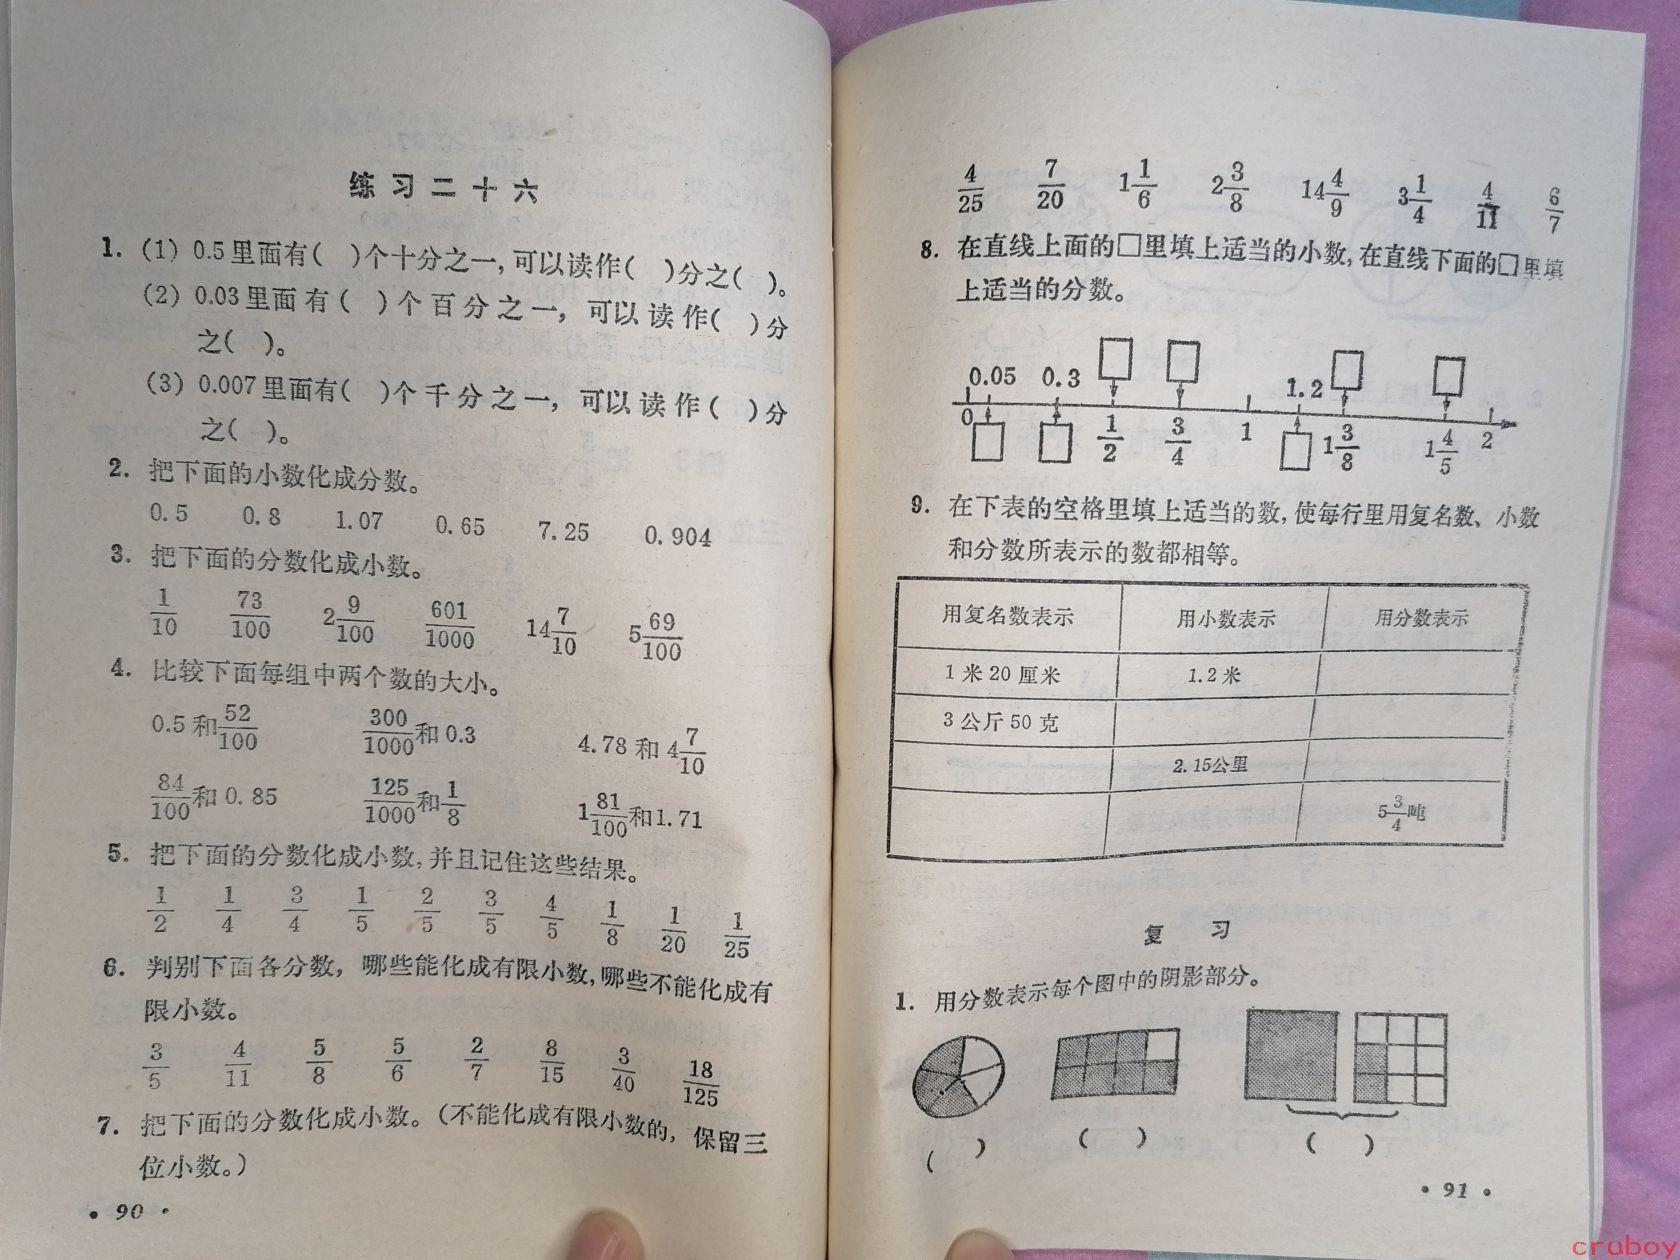 练习二十六
1. (1) 0.5里面有(　)个十分之一,可以读作(　)分之(　)。
(2) 0.03里面有(　)个百分之一, 可以读作(　)分
之(　)。
(3) 0.007里面有(　)个千分之一, 可以读作(　)分
之(　)。
2. 把下面的小数化成分数。
0.5　0.8　1.07　0.65　7.25　0.904
3. 把下面的分数化成小数。
1/10　73/100　2 9/100　601/1000　14 7/10　5 69/100
4. 比较下面每组中两个数的大小。
0.5和52/100　300/1000和0.3　4.78和4 7/10
84/100和0.85　125/1000和1/8　1 81/100和1.71
5. 把下面的分数化成小数,并且记住这些结果。
1/2　1/4　3/4　1/5　2/5　3/5　4/5　1/8　1/20　1/25
6. 判别下面各分数, 哪些能化成有限小数,哪些不能化成有
限小数。
3/5　4/11　5/8　5/6　2/7　8/15　3/40　18/125
7. 把下面的分数化成小数。(不能化成有限小数的, 保留三
位小数。)
• 90 •
4/25　7/20　1 1/6　2 3/8　14 4/9　3 1/4　4/11　6/7
8. 在直线上面的□里填上适当的小数,在直线下面的□里填
上适当的分数。
0.05　0.3　□　□　1.2　□　□
0　□　□　1/2　3/4　1　□　1 3/8　1 4/5　2
9. 在下表的空格里填上适当的数, 使每行里用复名数、小数
和分数所表示的数都相等。
用复名数表示　用小数表示　用分数表示
1米20厘米　1.2米
3公斤50克
2.15公里
5 3/4吨
复　习
1. 用分数表示每个图中的阴影部分。
(　)　(　)　(　)
• 91 •
cruboy